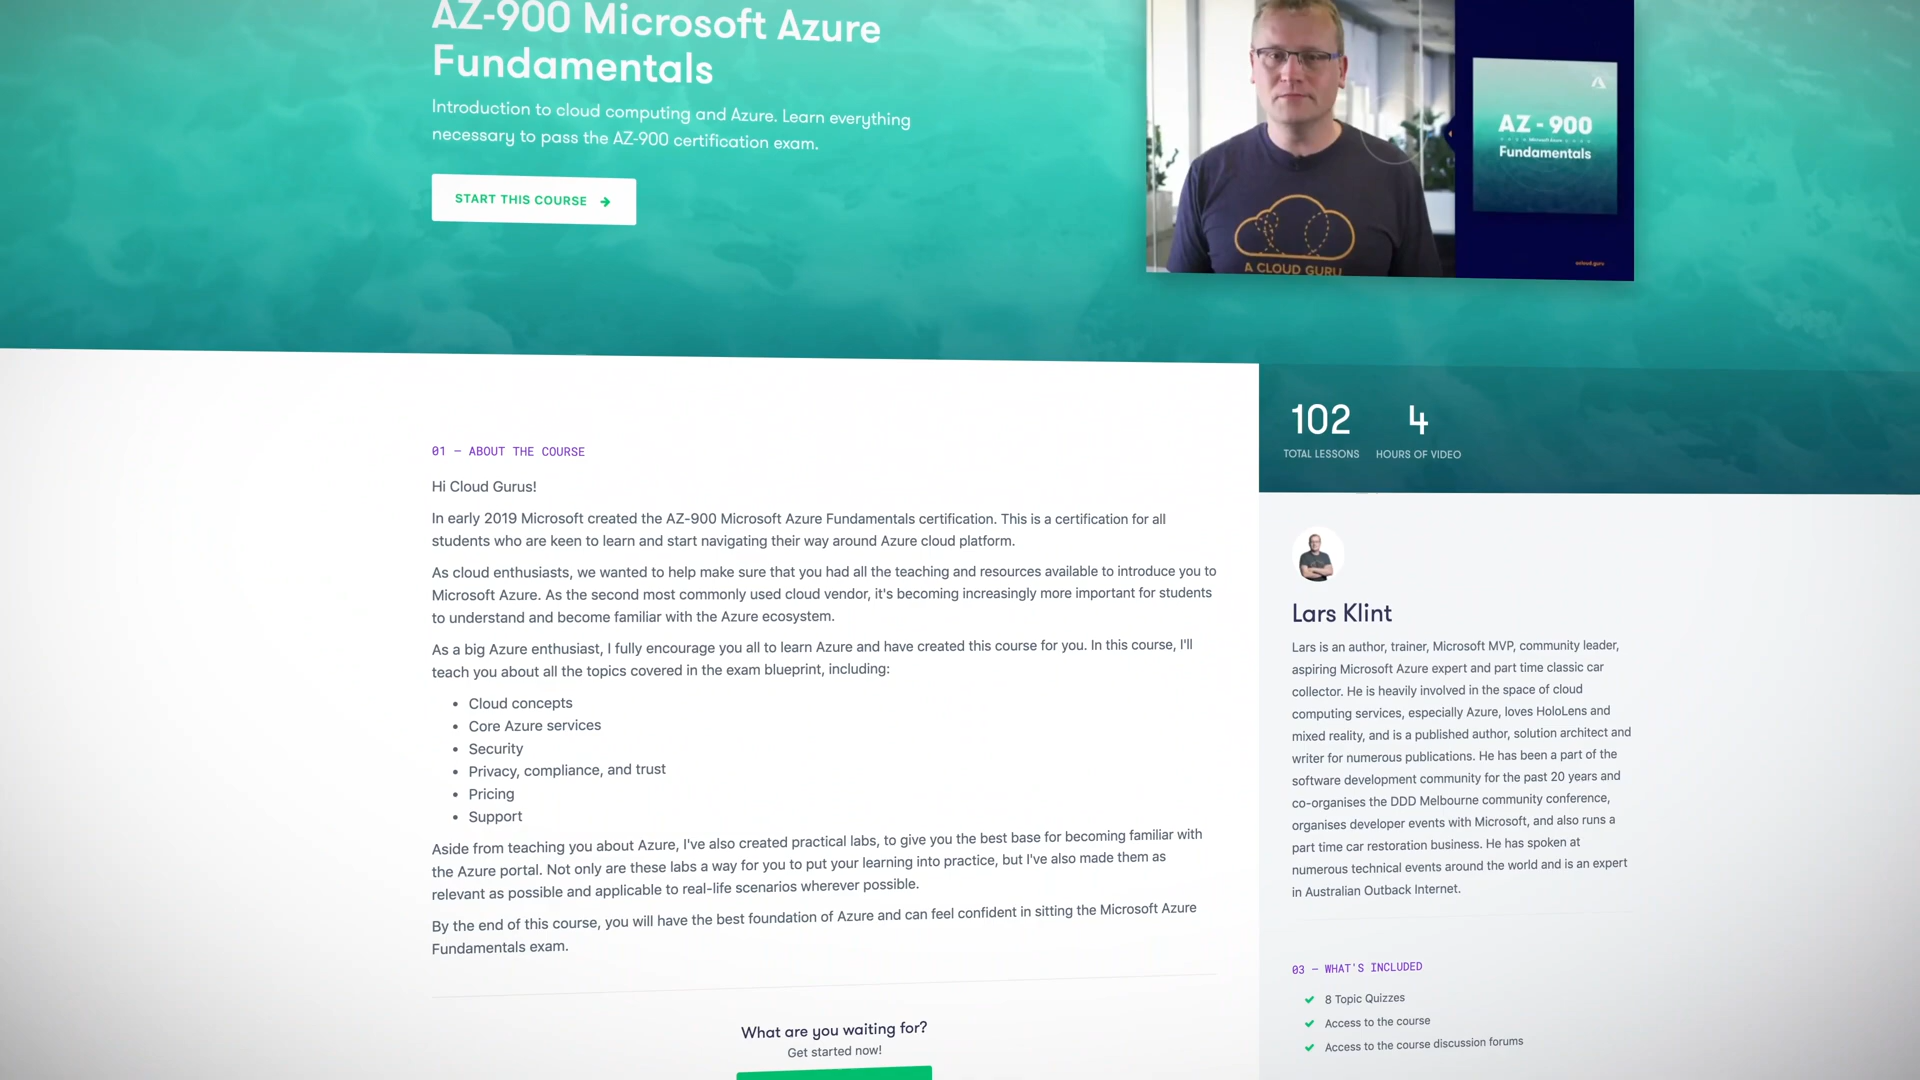 AZ-900 Microsoft Azure
Fundamentals
Introduction to cloud computing and Azure. Learn everything
necessary to pass the AZ-900 certification exam.
START THIS COURSE
A CLOUD GURU
AZ - 900
Microsoft Azure
Fundamentals
acloud.guru
102
TOTAL LESSONS
4
HOURS OF VIDEO
01 — ABOUT THE COURSE
Hi Cloud Gurus!
In early 2019 Microsoft created the AZ-900 Microsoft Azure Fundamentals certification. This is a certification for all
students who are keen to learn and start navigating their way around Azure cloud platform.
As cloud enthusiasts, we wanted to help make sure that you had all the teaching and resources available to introduce you to
Microsoft Azure. As the second most commonly used cloud vendor, it's becoming increasingly more important for students
to understand and become familiar with the Azure ecosystem.
As a big Azure enthusiast, I fully encourage you all to learn Azure and have created this course for you. In this course, I'll
teach you about all the topics covered in the exam blueprint, including:
• Cloud concepts
• Core Azure services
• Security
• Privacy, compliance, and trust
• Pricing
• Support
Aside from teaching you about Azure, I've also created practical labs, to give you the best base for becoming familiar with
the Azure portal. Not only are these labs a way for you to put your learning into practice, but I've also made them as
relevant as possible and applicable to real-life scenarios wherever possible.
By the end of this course, you will have the best foundation of Azure and can feel confident in sitting the Microsoft Azure
Fundamentals exam.
What are you waiting for?
Get started now!
Lars Klint
Lars is an author, trainer, Microsoft MVP, community leader,
aspiring Microsoft Azure expert and part time classic car
collector. He is heavily involved in the space of cloud
computing services, especially Azure, loves HoloLens and
mixed reality, and is a published author, solution architect and
writer for numerous publications. He has been a part of the
software development community for the past 20 years and
co-organises the DDD Melbourne community conference,
organises developer events with Microsoft, and also runs a
part time car restoration business. He has spoken at
numerous technical events around the world and is an expert
in Australian Outback Internet.
03 — WHAT'S INCLUDED
8 Topic Quizzes
Access to the course
Access to the course discussion forums